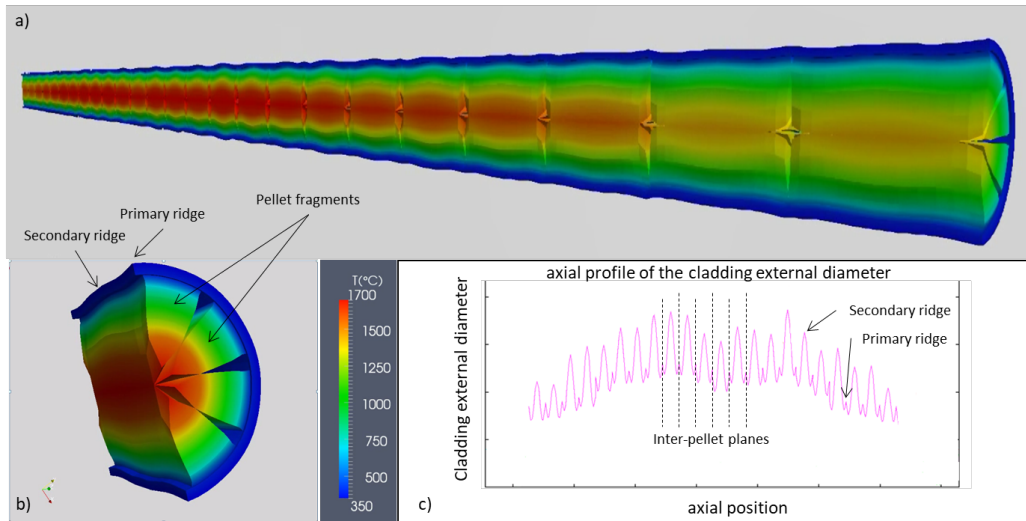 a)
Primary ridge
Pellet fragments
Secondary ridge
T(°C)
1700
1500
1250
1000
750
500
350
b)
axial profile of the cladding external diameter
Cladding external diameter
Secondary ridge
Primary ridge
Inter-pellet planes
c)
axial position